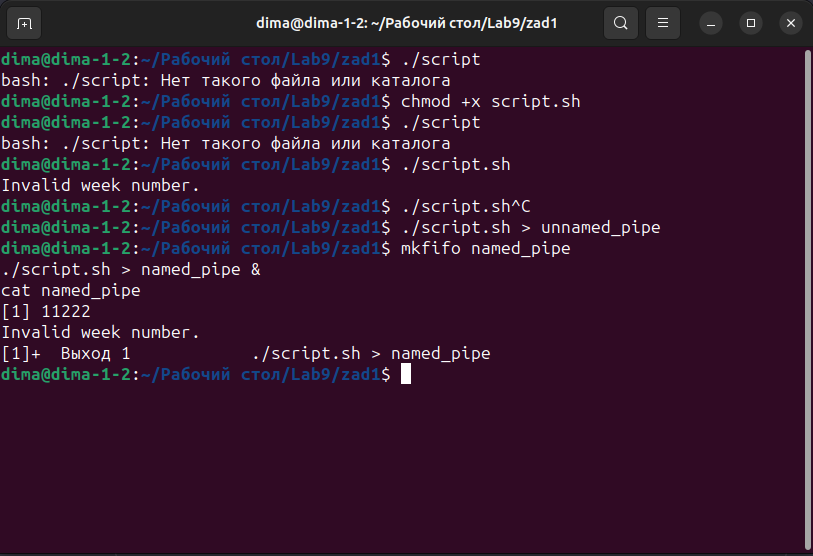 dima@dima-1-2: ~/Рабочий стол/Lab9/zad1
dima@dima-1-2:~/Рабочий стол/Lab9/zad1$ ./script
bash: ./script: Нет такого файла или каталога
dima@dima-1-2:~/Рабочий стол/Lab9/zad1$ chmod +x script.sh
dima@dima-1-2:~/Рабочий стол/Lab9/zad1$ ./script
bash: ./script: Нет такого файла или каталога
dima@dima-1-2:~/Рабочий стол/Lab9/zad1$ ./script.sh
Invalid week number.
dima@dima-1-2:~/Рабочий стол/Lab9/zad1$ ./script.sh^C
dima@dima-1-2:~/Рабочий стол/Lab9/zad1$ ./script.sh > unnamed_pipe
dima@dima-1-2:~/Рабочий стол/Lab9/zad1$ mkfifo named_pipe
./script.sh > named_pipe &
cat named_pipe
[1] 11222
Invalid week number.
[1]+  Выход 1            ./script.sh > named_pipe
dima@dima-1-2:~/Рабочий стол/Lab9/zad1$